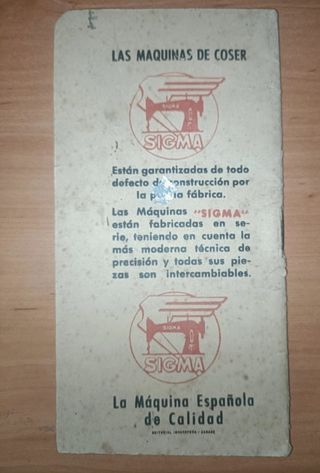 LAS MAQUINAS DE COSER
SIGMA
SIGMA
Están garantizadas de todo
defecto de construcción por
la propia fábrica.
Las Máquinas "SIGMA"
están fabricadas en se-
rie, teniendo en cuenta la
más moderna técnica de
precisión y todas sus pie-
zas son intercambiables.
SIGMA
SIGMA
La Máquina Española
de Calidad